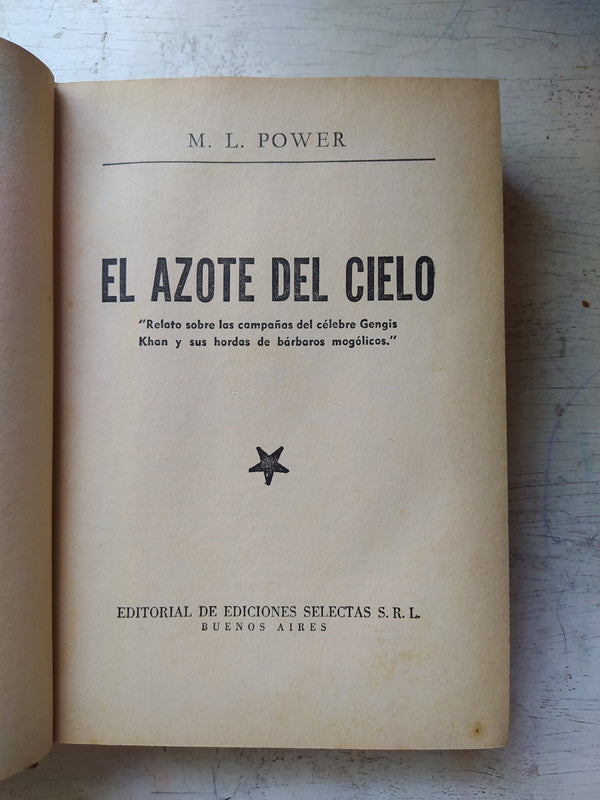 M. L. POWER
EL AZOTE DEL CIELO
"Relato sobre las campañas del célebre Gengis
Khan y sus hordas de bárbaros mogólicos."
EDITORIAL DE EDICIONES SELECTAS S. R. L.
BUENOS AIRES